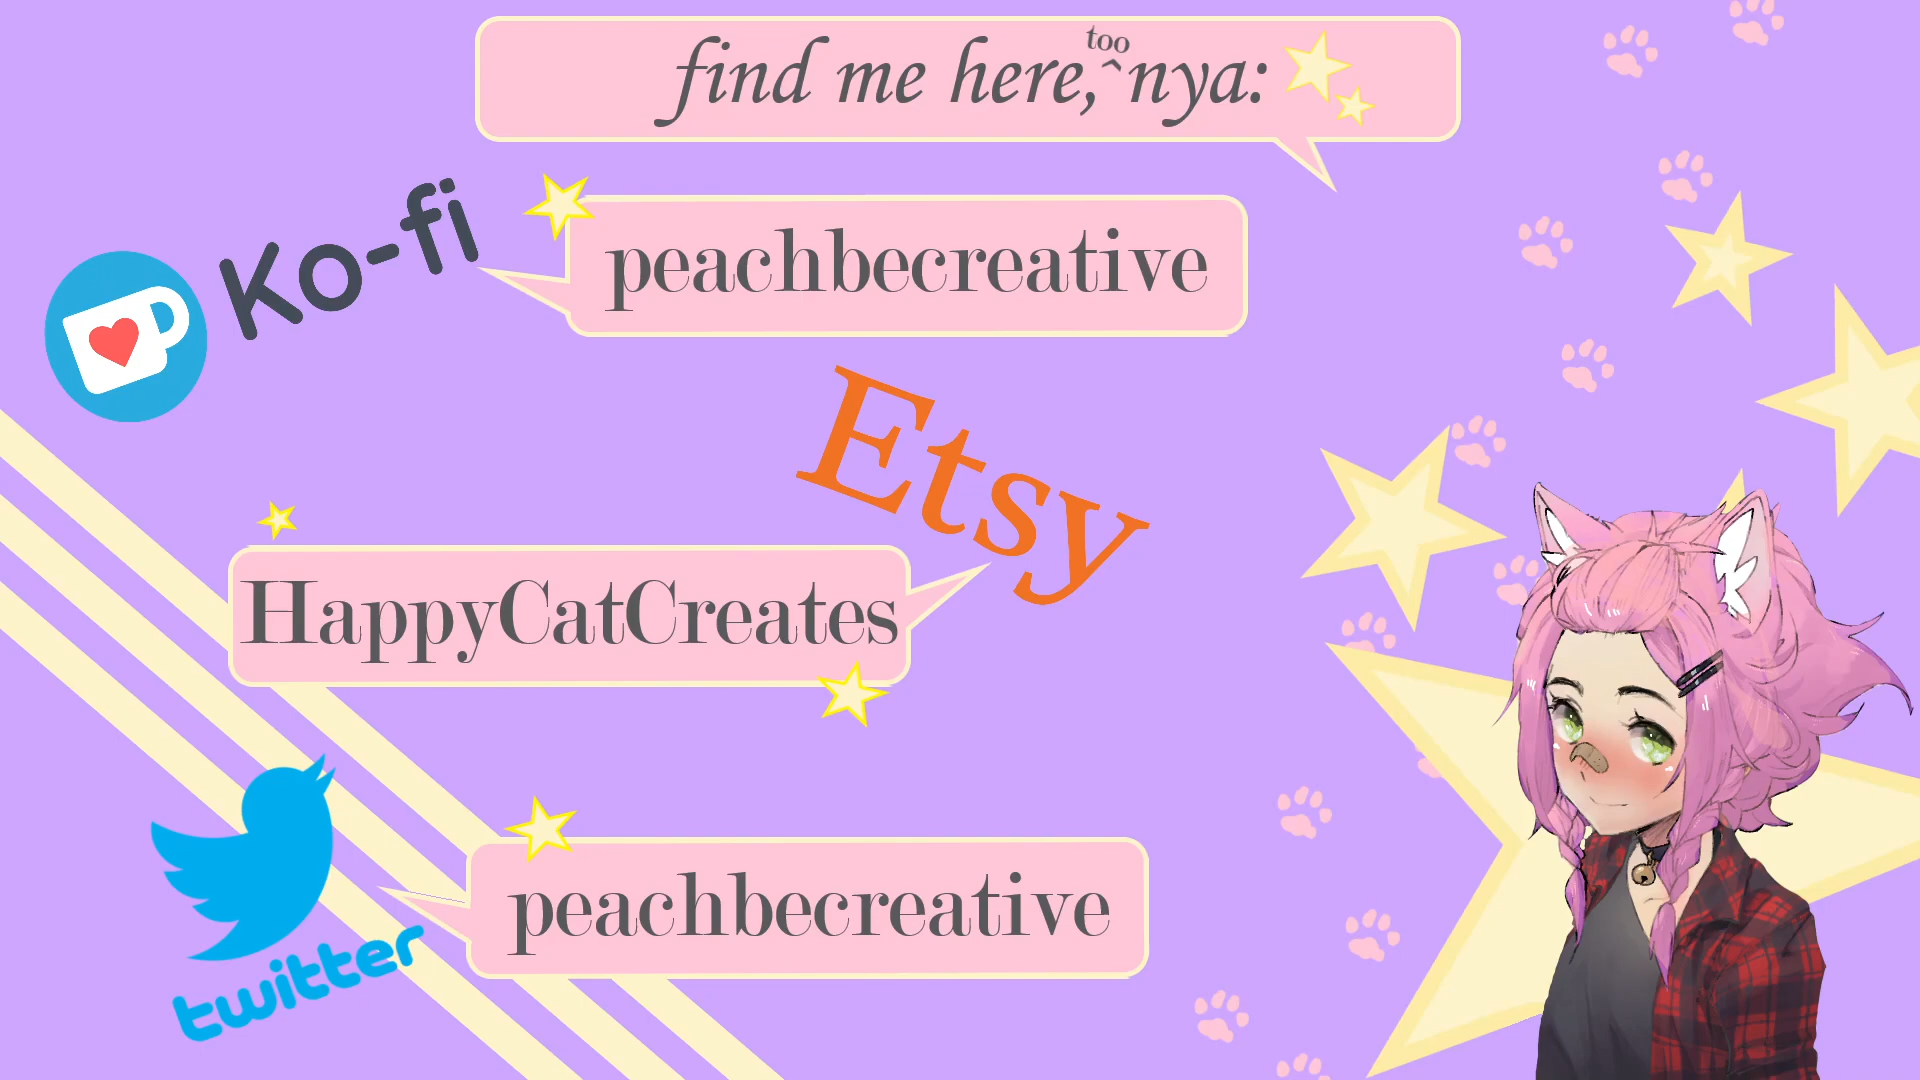 find me here,^too nya:
Ko-fi
peachbecreative
Etsy
HappyCatCreates
twitter
peachbecreative